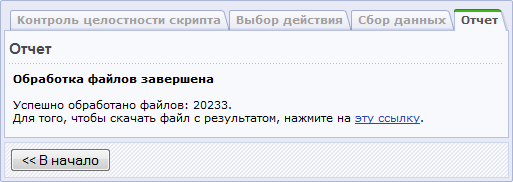 Контроль целостности скрипта Выбор действия Сбор данных Отчет
Отчет
Обработка файлов завершена
Успешно обработано файлов: 20233.
Для того, чтобы скачать файл с результатом, нажмите на эту ссылку.
<< В начало